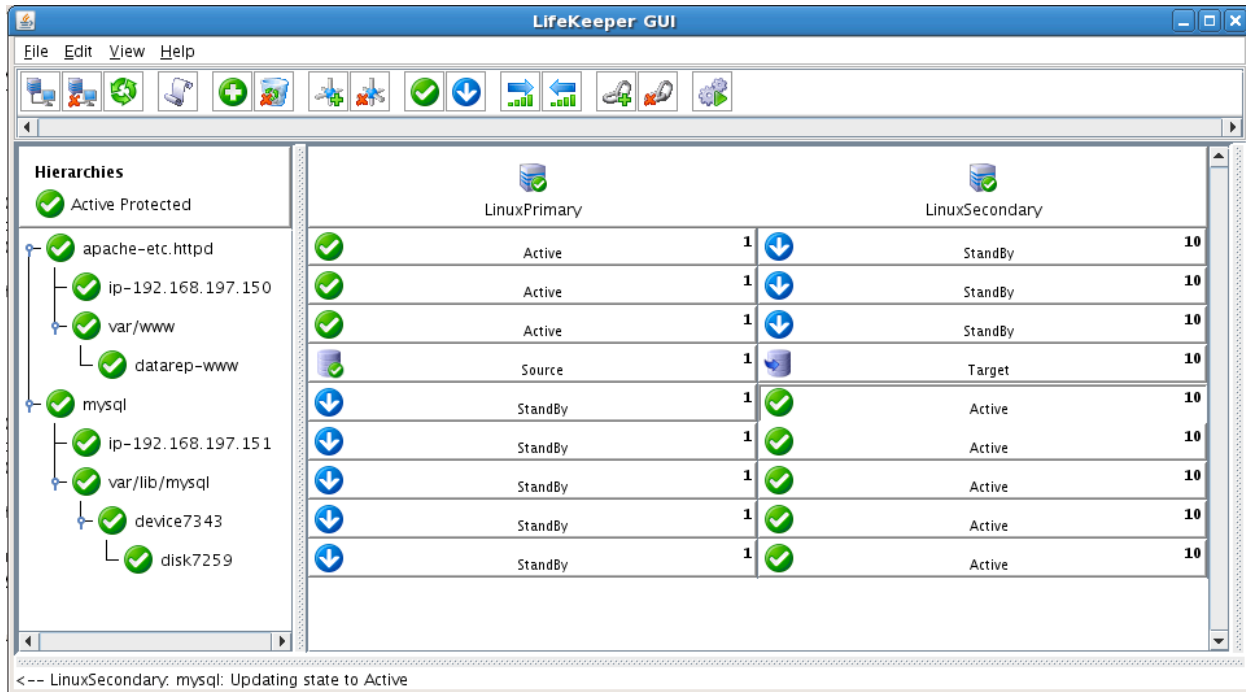 LifeKeeper GUI
File Edit View Help
Hierarchies
Active Protected
LinuxPrimary
LinuxSecondary
apache-etc.httpd
Active 1
StandBy 10
ip-192.168.197.150
Active 1
StandBy 10
var/www
Active 1
StandBy 10
datarep-www
Source 1
Target 10
mysql
StandBy 1
Active 10
ip-192.168.197.151
StandBy 1
Active 10
var/lib/mysql
StandBy 1
Active 10
device7343
StandBy 1
Active 10
disk7259
StandBy 1
Active 10
<-- LinuxSecondary: mysql: Updating state to Active